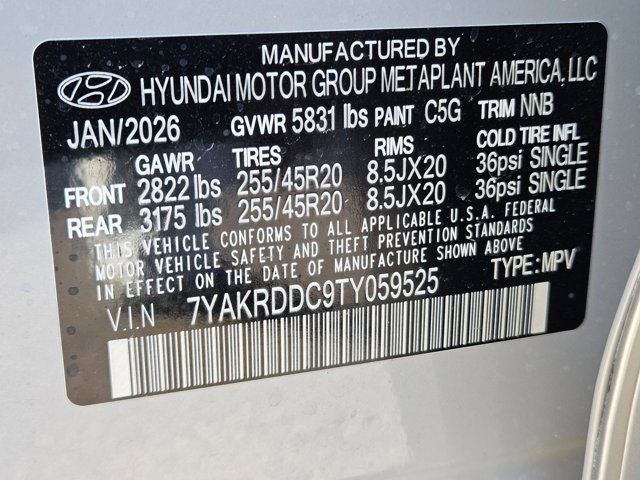 MANUFACTURED BY
HYUNDAI MOTOR GROUP METAPLANT AMERICA, LLC
JAN/2026 GVWR 5831 lbs PAINT C5G TRIM NNB
GAWR TIRES RIMS COLD TIRE INFL
FRONT 2822 lbs 255/45R20 8.5JX20 36psi SINGLE
REAR 3175 lbs 255/45R20 8.5JX20 36psi SINGLE
THIS VEHICLE CONFORMS TO ALL APPLICABLE U.S.A. FEDERAL
MOTOR VEHICLE SAFETY AND THEFT PREVENTION STANDARDS
IN EFFECT ON THE DATE OF MANUFACTURE SHOWN ABOVE
V.I.N 7YAKRDDC9TY059525 TYPE:MPV